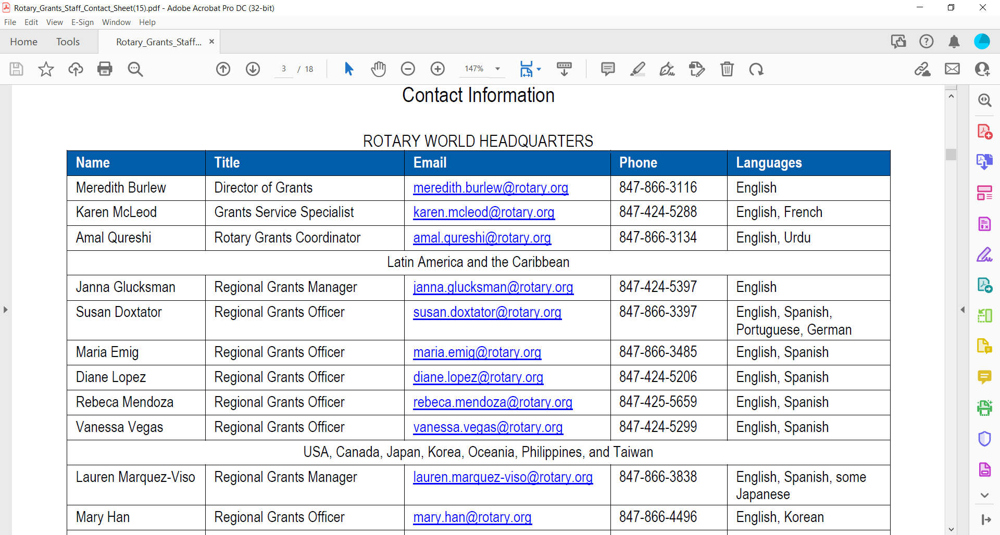 Rotary_Grants_Staff_Contact_Sheet(15).pdf - Adobe Acrobat Pro DC (32-bit)
File Edit View E-Sign Window Help
Home Tools Rotary_Grants_Staff... ×
3 / 18 147%
Contact Information
ROTARY WORLD HEADQUARTERS
Name Title Email Phone Languages
Meredith Burlew Director of Grants meredith.burlew@rotary.org 847-866-3116 English
Karen McLeod Grants Service Specialist karen.mcleod@rotary.org 847-424-5288 English, French
Amal Qureshi Rotary Grants Coordinator amal.qureshi@rotary.org 847-866-3134 English, Urdu
Latin America and the Caribbean
Janna Glucksman Regional Grants Manager janna.glucksman@rotary.org 847-424-5397 English
Susan Doxtator Regional Grants Officer susan.doxtator@rotary.org 847-866-3397 English, Spanish,
Portuguese, German
Maria Emig Regional Grants Officer maria.emig@rotary.org 847-866-3485 English, Spanish
Diane Lopez Regional Grants Officer diane.lopez@rotary.org 847-424-5206 English, Spanish
Rebeca Mendoza Regional Grants Officer rebeca.mendoza@rotary.org 847-425-5659 English, Spanish
Vanessa Vegas Regional Grants Officer vanessa.vegas@rotary.org 847-424-5299 English, Spanish
USA, Canada, Japan, Korea, Oceania, Philippines, and Taiwan
Lauren Marquez-Viso Regional Grants Manager lauren.marquez-viso@rotary.org 847-866-3838 English, Spanish, some
Japanese
Mary Han Regional Grants Officer mary.han@rotary.org 847-866-4496 English, Korean